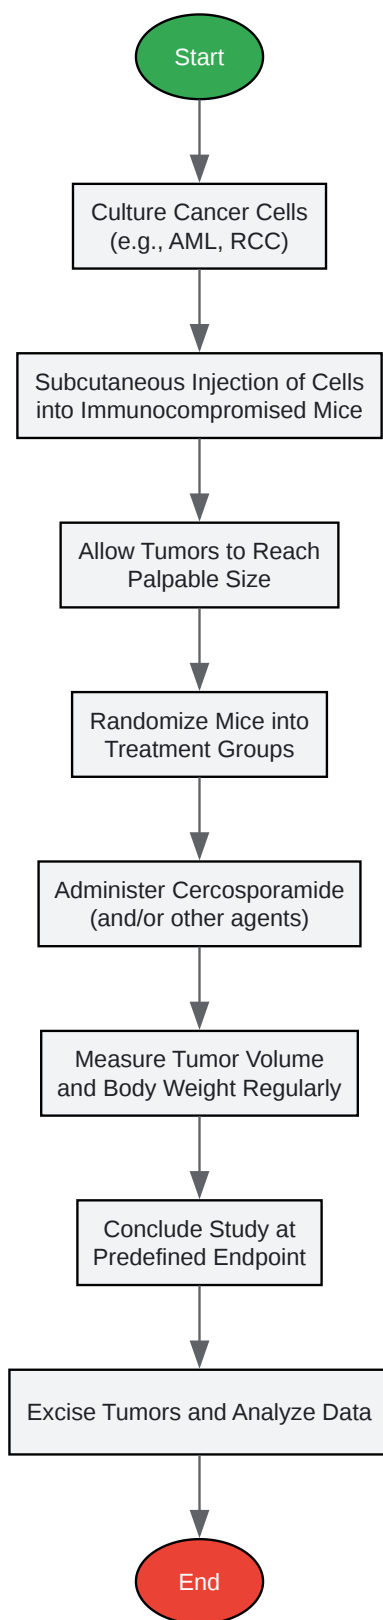 Start
Culture Cancer Cells
(e.g., AML, RCC)
Subcutaneous Injection of Cells
into Immunocompromised Mice
Allow Tumors to Reach
Palpable Size
Randomize Mice into
Treatment Groups
Administer Cercosporamide
(and/or other agents)
Measure Tumor Volume
and Body Weight Regularly
Conclude Study at
Predefined Endpoint
Excise Tumors and Analyze Data
End